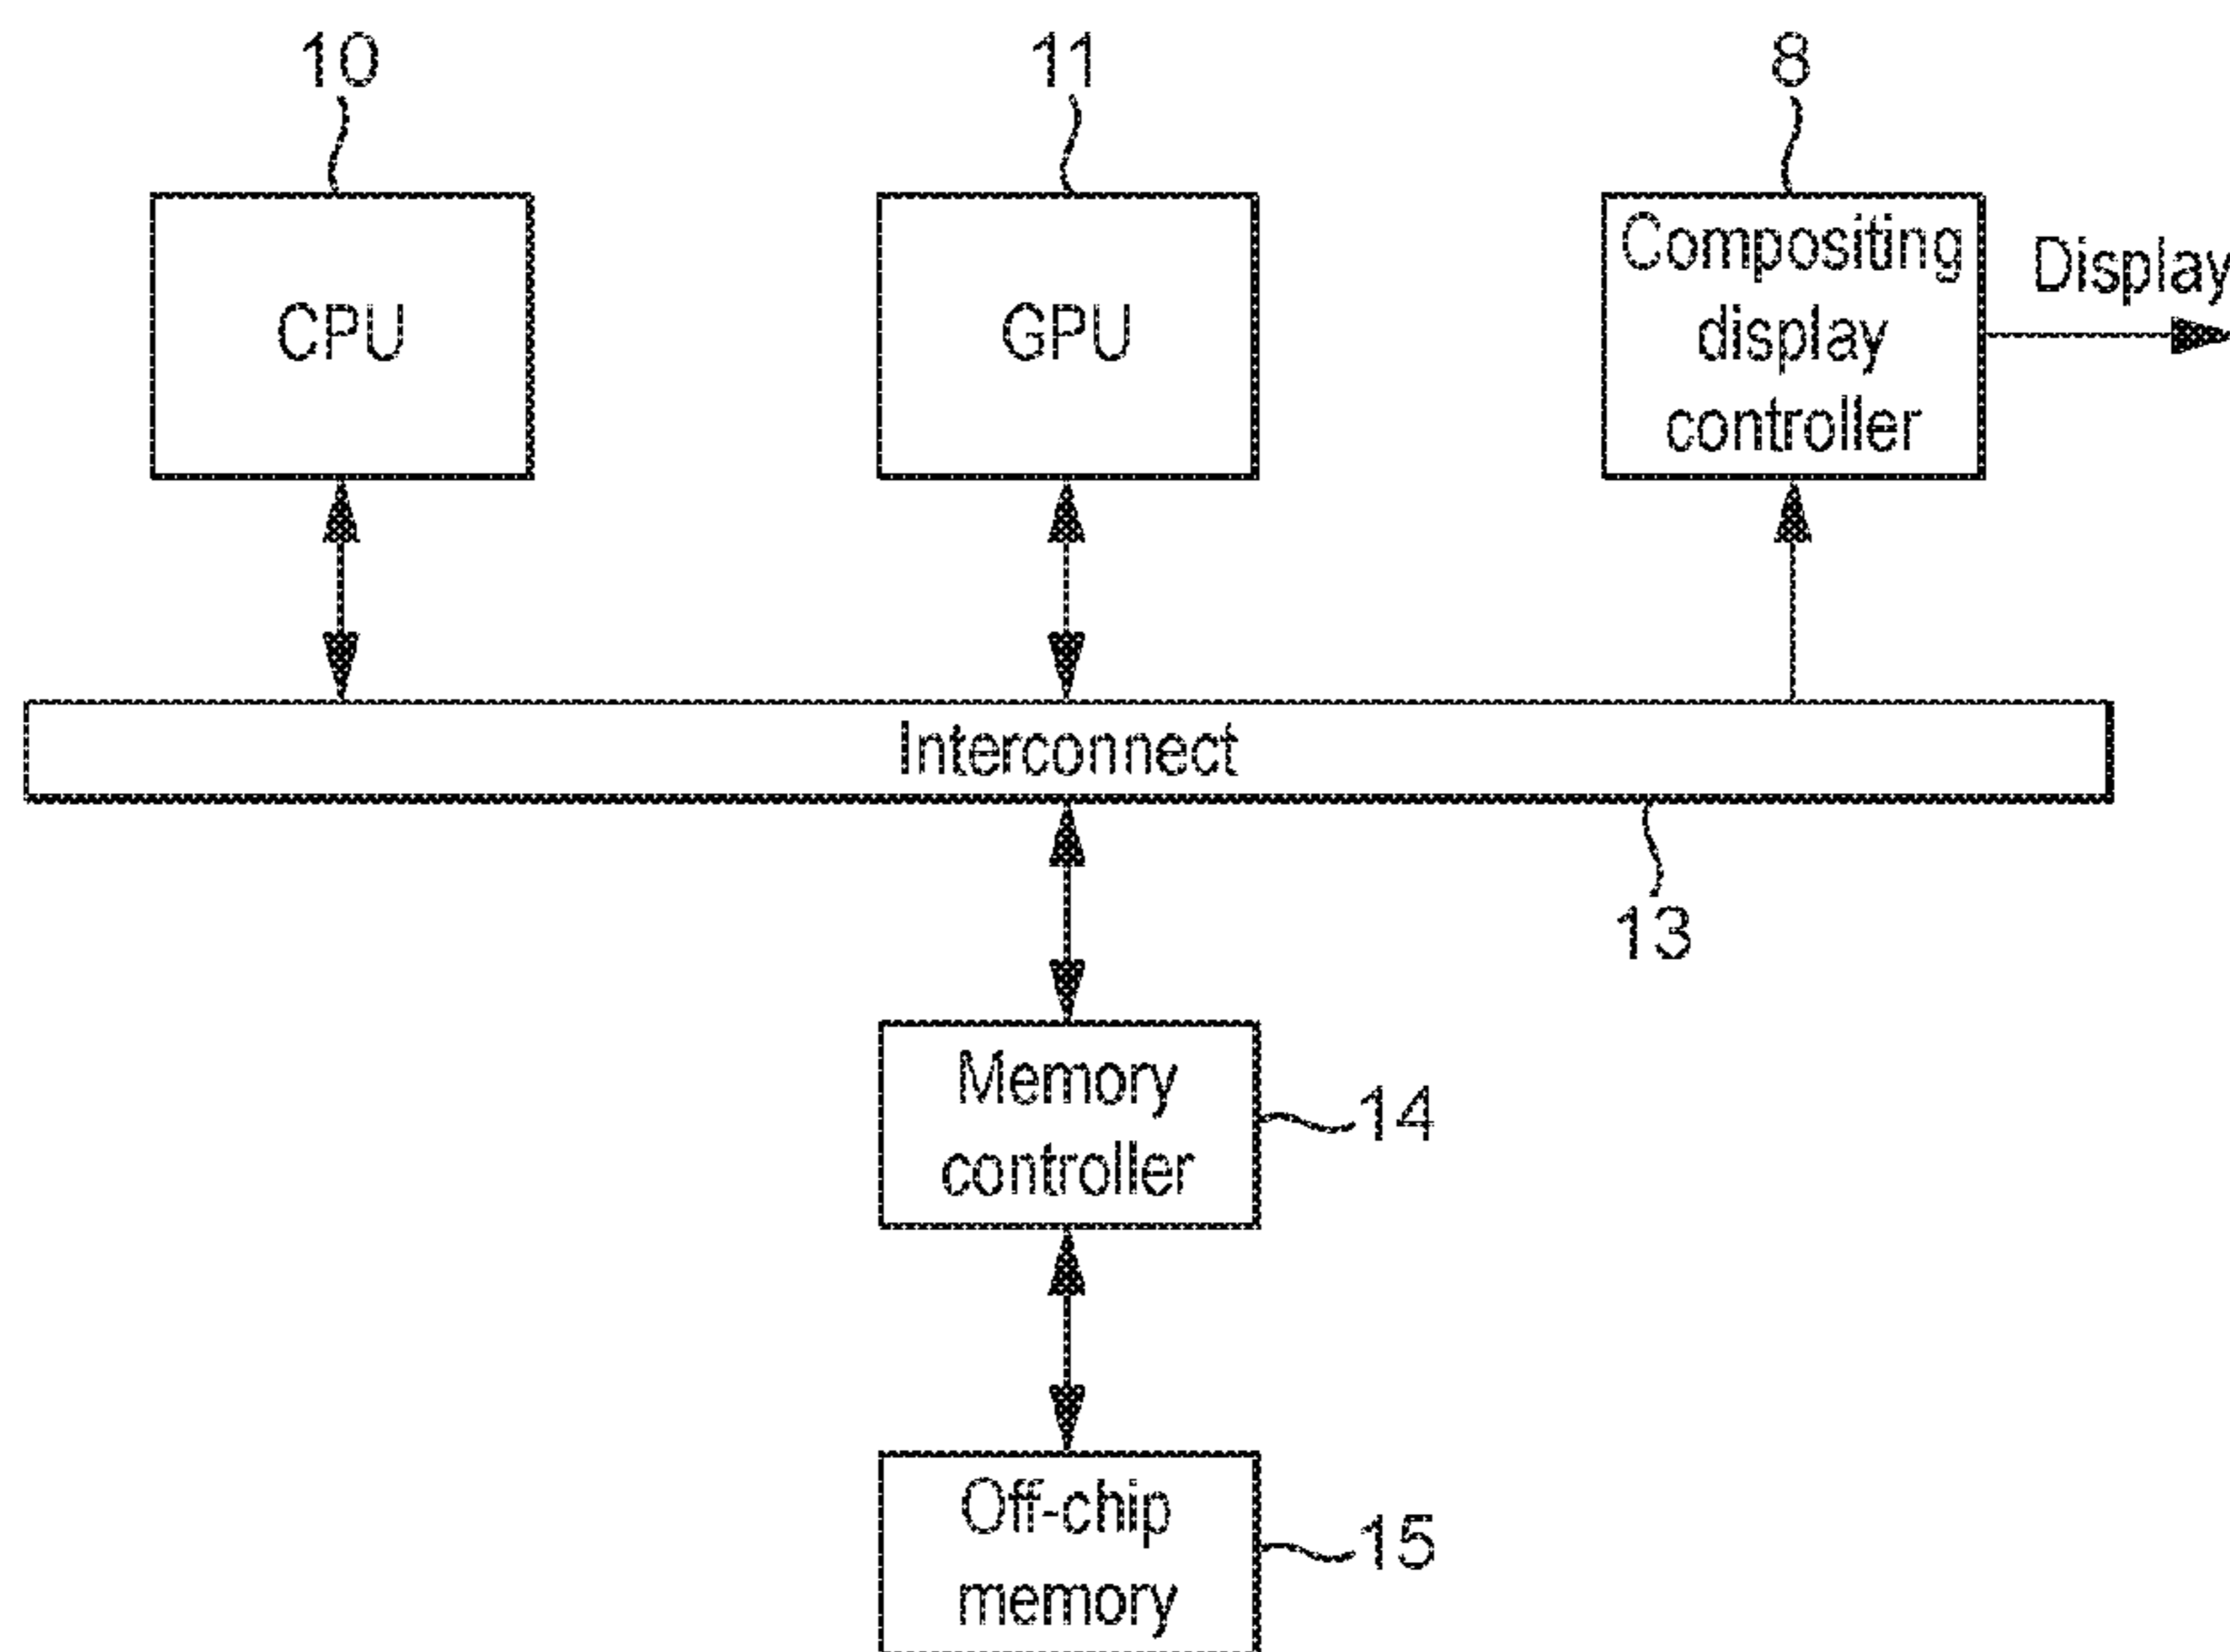 10
11
8
CPU
GPU
Compositing
display
controller
Display
Interconnect
13
Memory
controller
14
Off-chip
memory
15